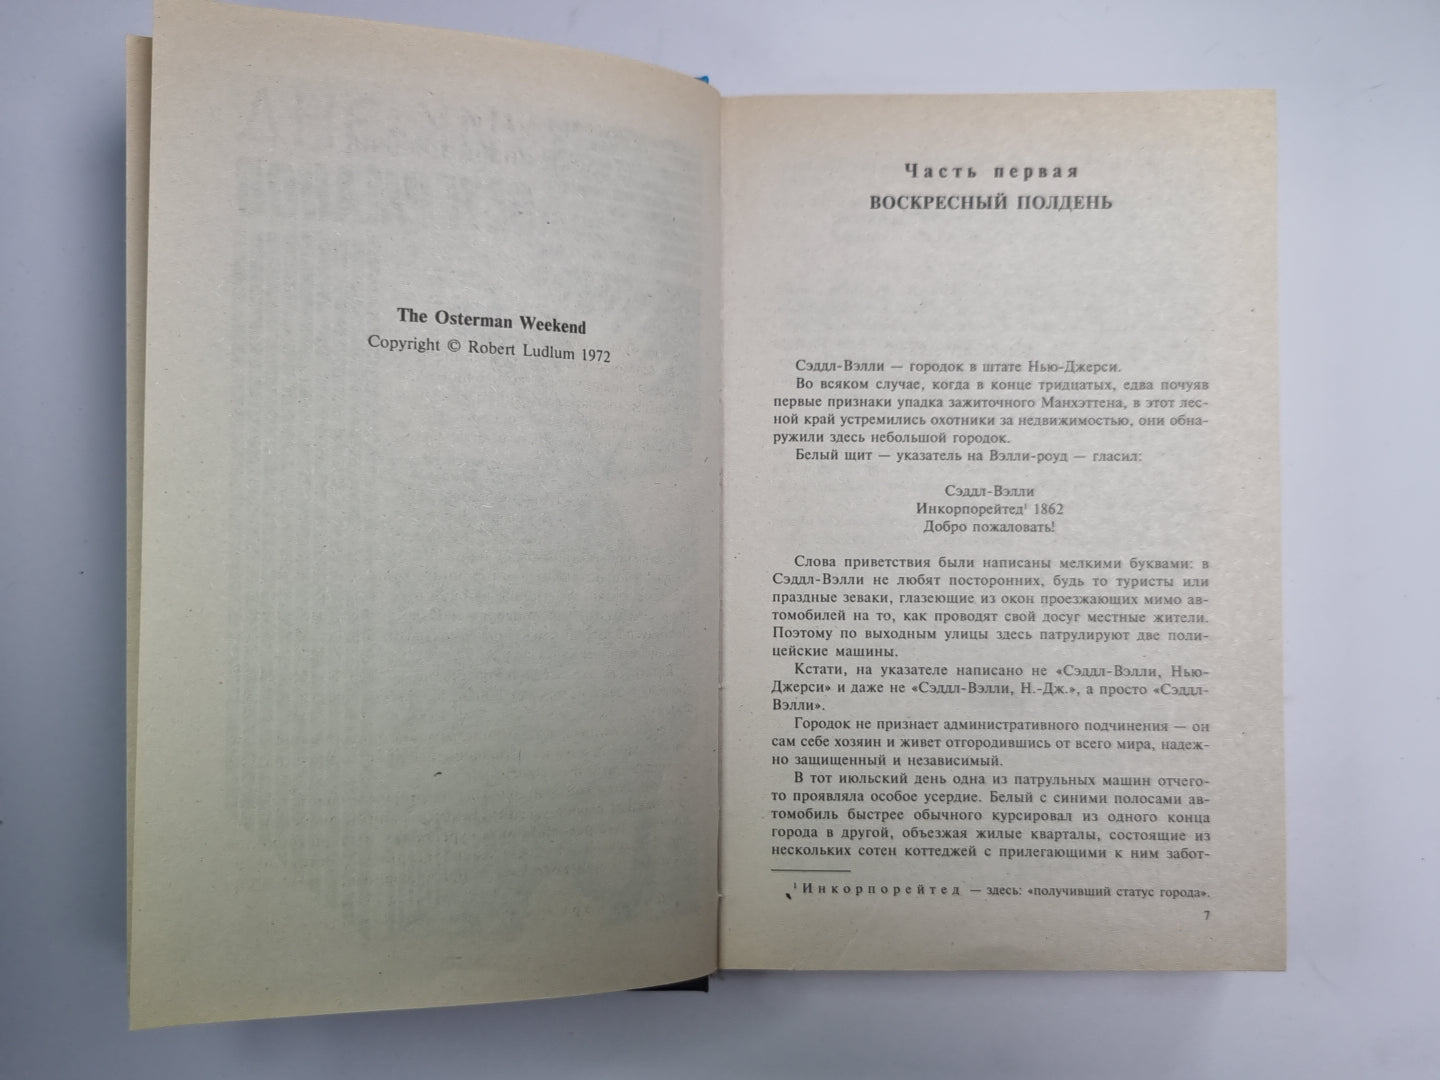 The Osterman Weekend
Copyright © Robert Ludlum 1972
Часть первая
ВОСКРЕСНЫЙ ПОЛДЕНЬ
Сэддл-Вэлли — городок в штате Нью-Джерси.
Во всяком случае, когда в конце тридцатых, едва почуяв
первые признаки упадка зажиточного Манхэттена, в этот лес-
ной край устремились охотники за недвижимостью, они обна-
ружили здесь небольшой городок.
Белый щит — указатель на Вэлли-роуд — гласил:
Сэддл-Вэлли
Инкорпорейтед¹ 1862
Добро пожаловать!
Слова приветствия были написаны мелкими буквами: в
Сэддл-Вэлли не любят посторонних, будь то туристы или
праздные зеваки, глазеющие из окон проезжающих мимо ав-
томобилей на то, как проводят свой досуг местные жители.
Поэтому по выходным улицы здесь патрулируют две поли-
цейские машины.
Кстати, на указателе написано не «Сэддл-Вэлли, Нью-
Джерси» и даже не «Сэддл-Вэлли, Н.-Дж.», а просто «Сэддл-
Вэлли».
Городок не признает административного подчинения — он
сам себе хозяин и живет отгородившись от всего мира, надеж-
но защищенный и независимый.
В тот июльский день одна из патрульных машин отчего-
то проявляла особое усердие. Белый с синими полосами ав-
томобиль быстрее обычного курсировал из одного конца
города в другой, объезжая жилые кварталы, состоящие из
нескольких сотен коттеджей с прилегающими к ним забот-
¹ Инкорпорейтед — здесь: «получивший статус города».
7